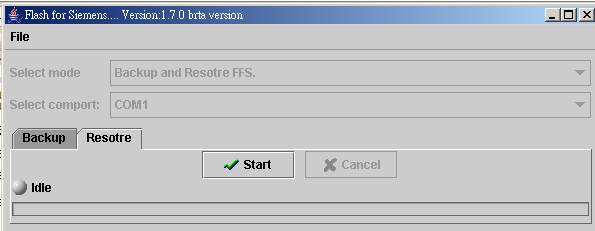 Flash for Siemens.... Version:1.7.0 brta version
File
Select mode Backup and Resotre FFS.
Select comport: COM1
Backup Resotre
Start Cancel
Idle